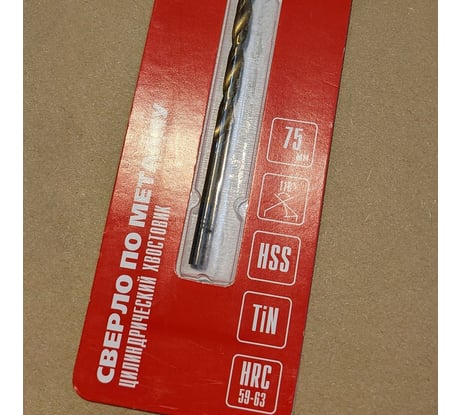 СВЕРЛО ПО МЕТАЛЛУ
ЦИЛИНДРИЧЕСКИЙ ХВОСТОВИК
75
мм
HSS
TiN
HRC
59-63